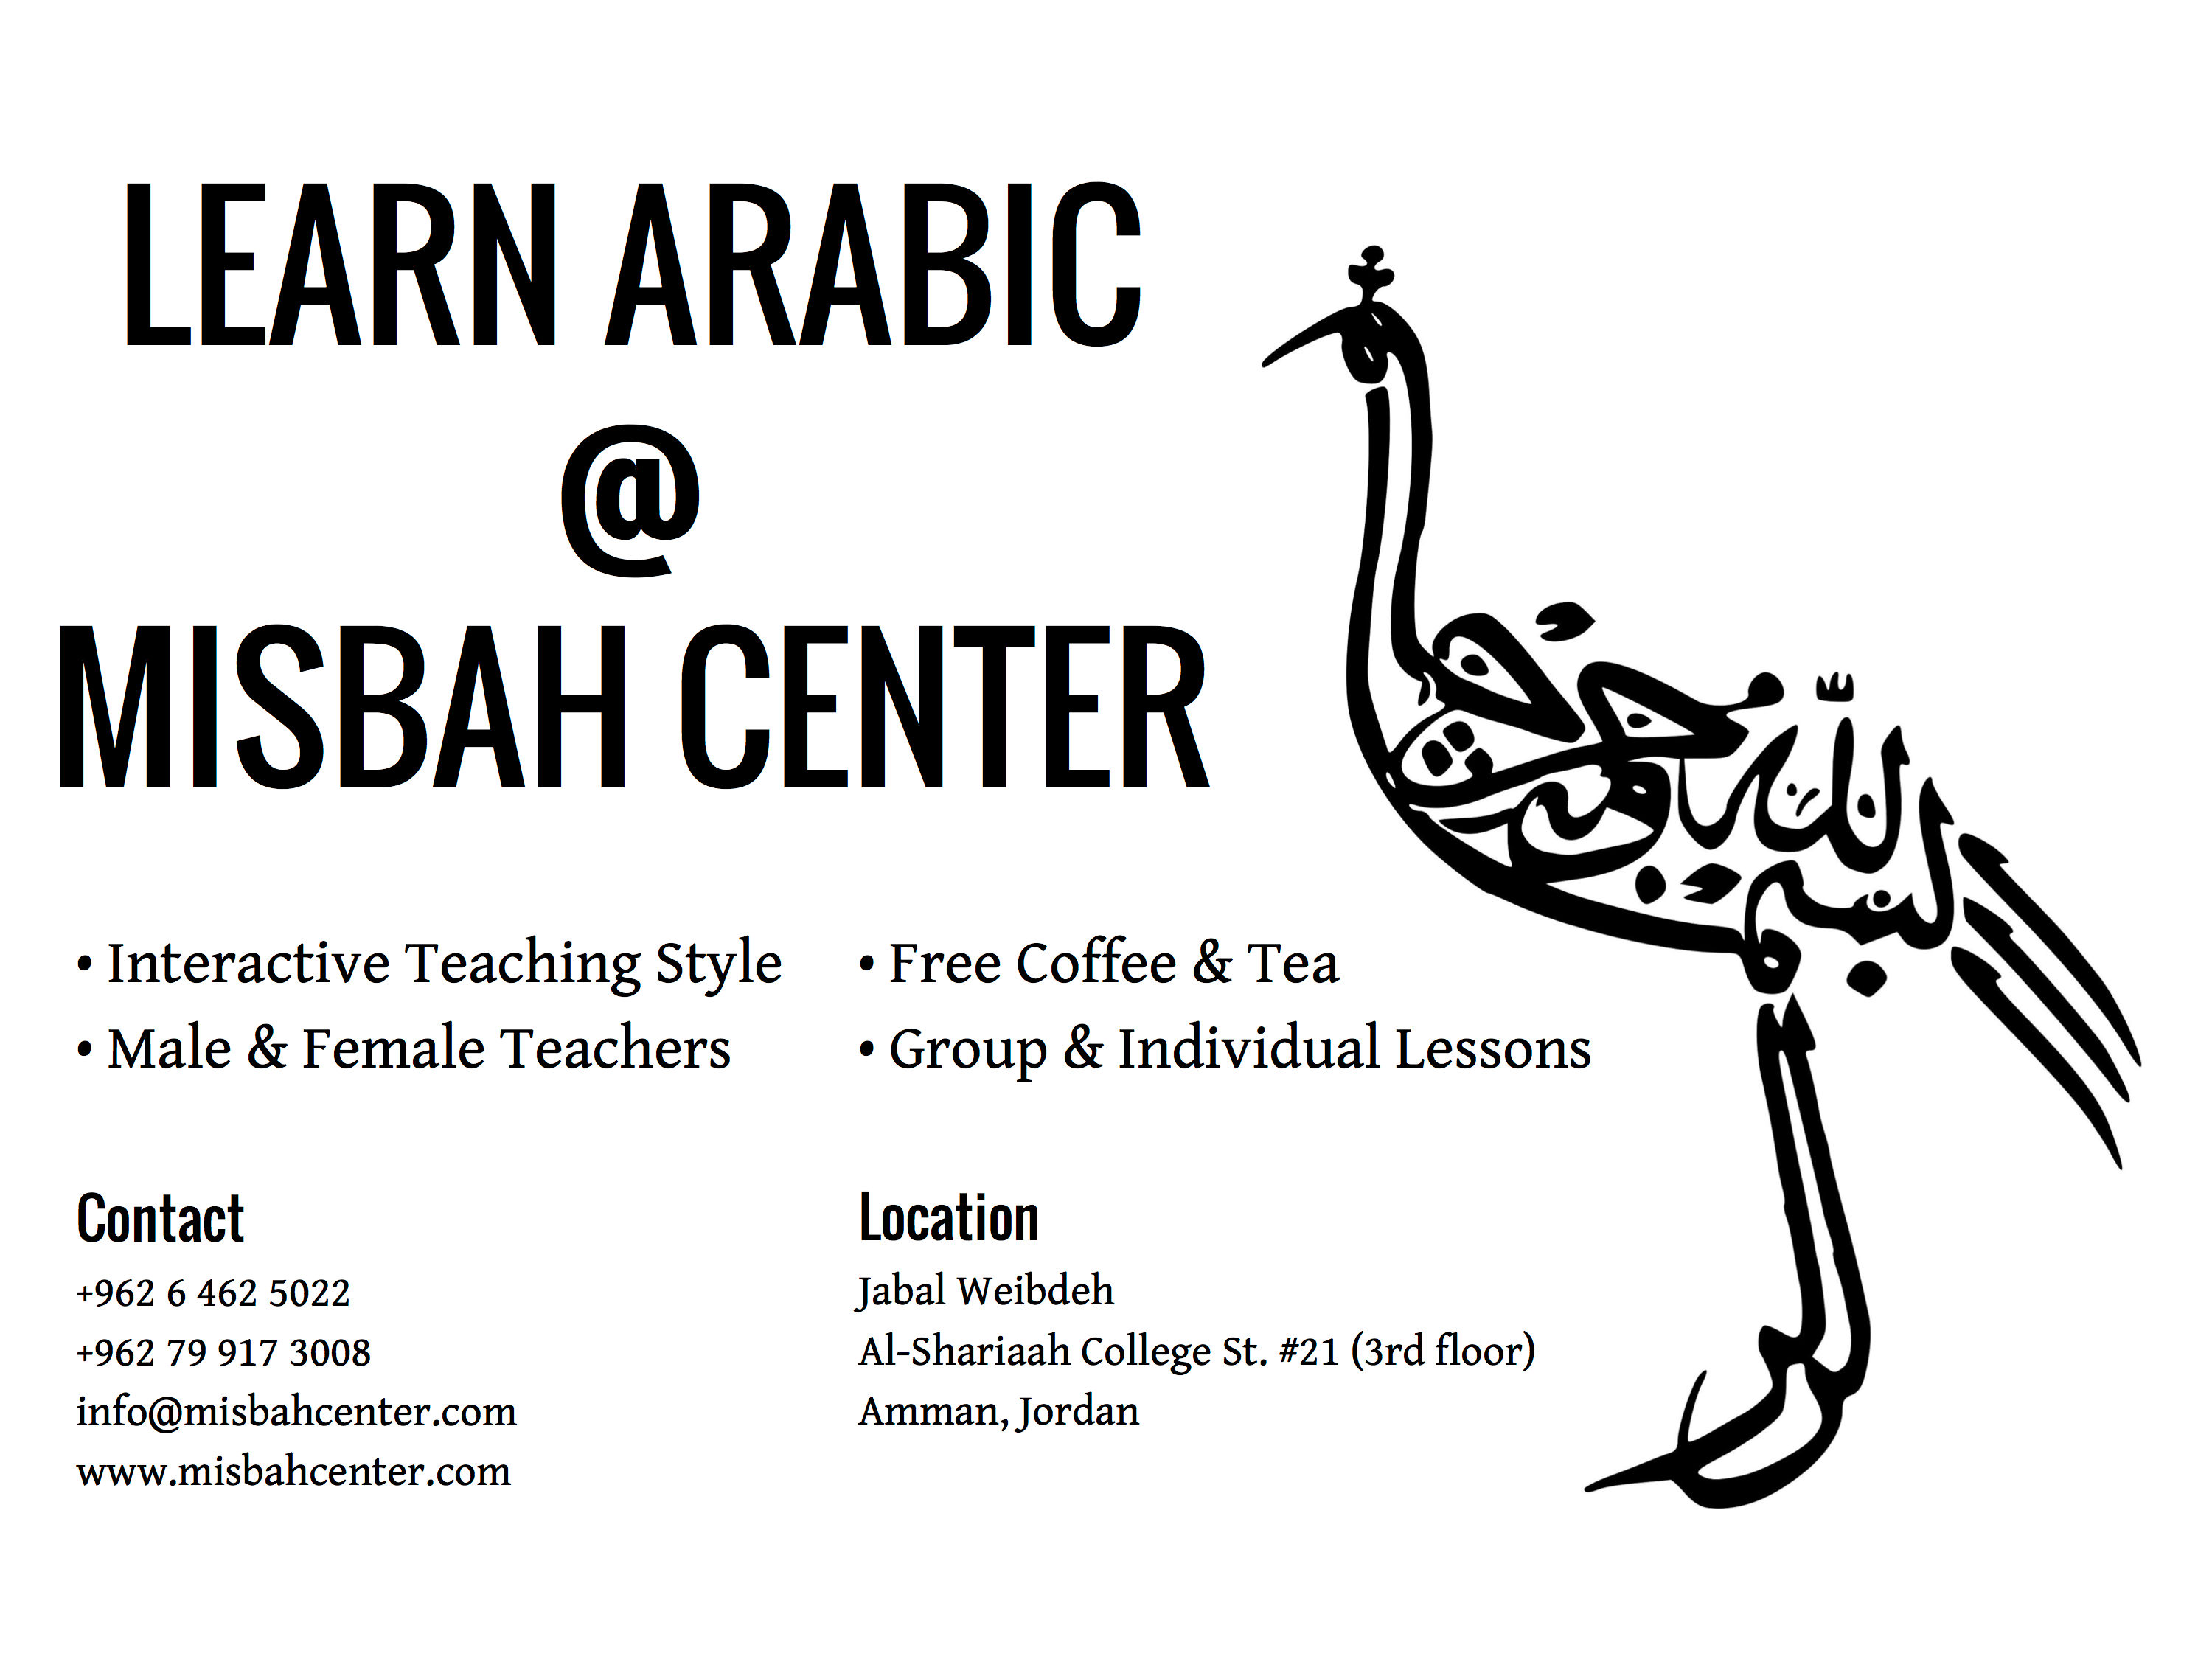 LEARN ARABIC
@
MISBAH CENTER
• Interactive Teaching Style
• Male & Female Teachers
• Free Coffee & Tea
• Group & Individual Lessons
Contact
+962 6 462 5022
+962 79 917 3008
info@misbahcenter.com
www.misbahcenter.com
Location
Jabal Weibdeh
Al-Shariaah College St. #21 (3rd floor)
Amman, Jordan